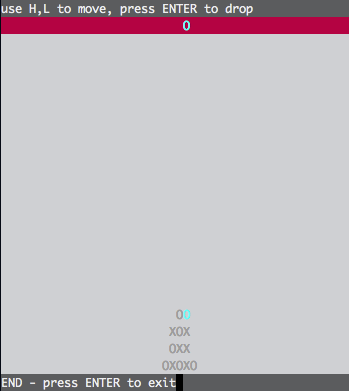 use H,L to move, press ENTER to drop
O
OO
XOX
OXX
OXOXO
END - press ENTER to exit